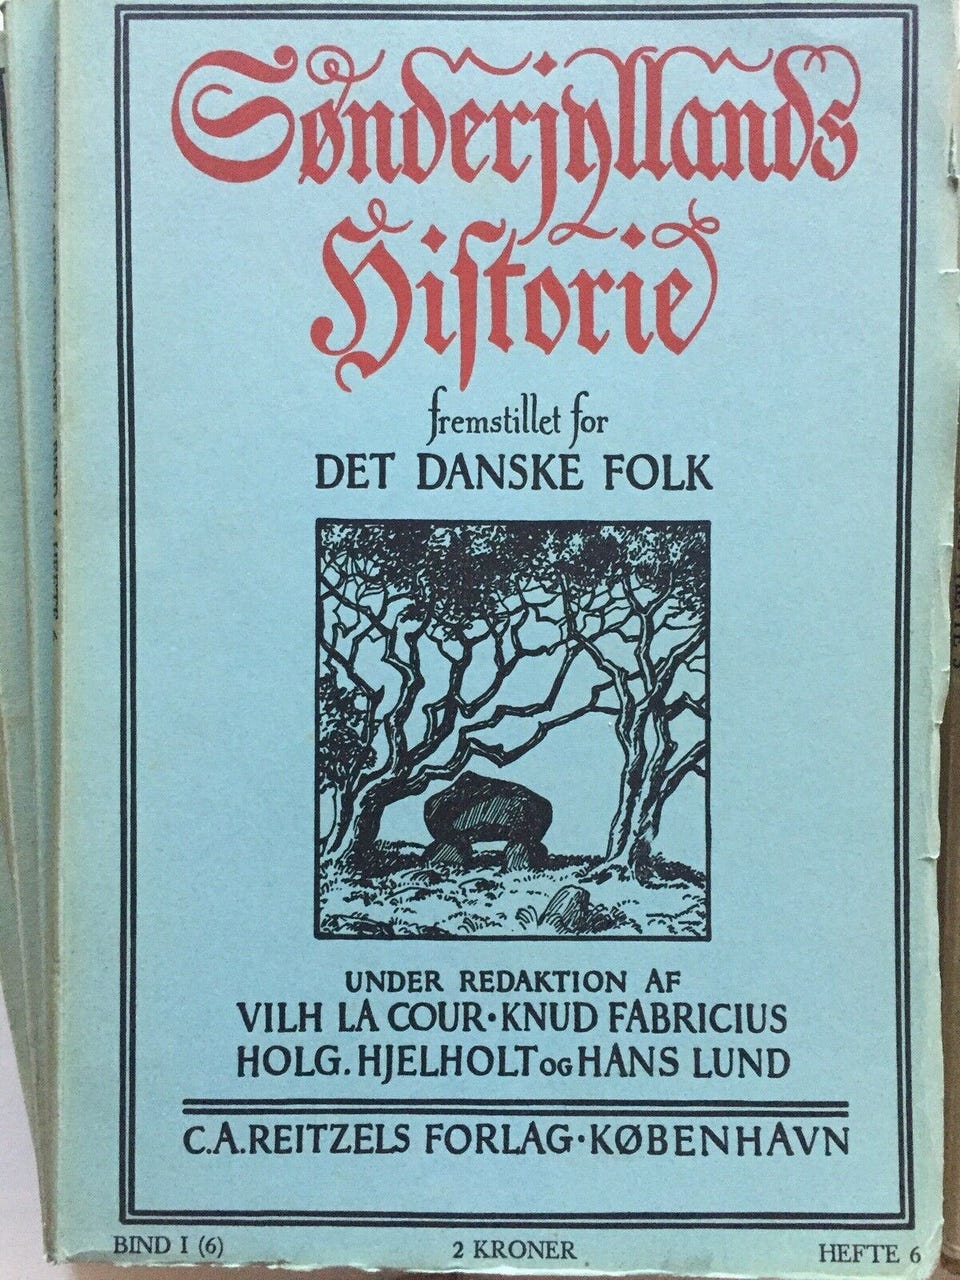 Sønderjyllands
Historie
fremstillet for
DET DANSKE FOLK
UNDER REDAKTION AF
VILH LA COUR · KNUD FABRICIUS
HOLG. HJELHOLT OG HANS LUND
C. A. REITZELS FORLAG · KØBENHAVN
BIND I (6)
2 KRONER
HEFTE 6